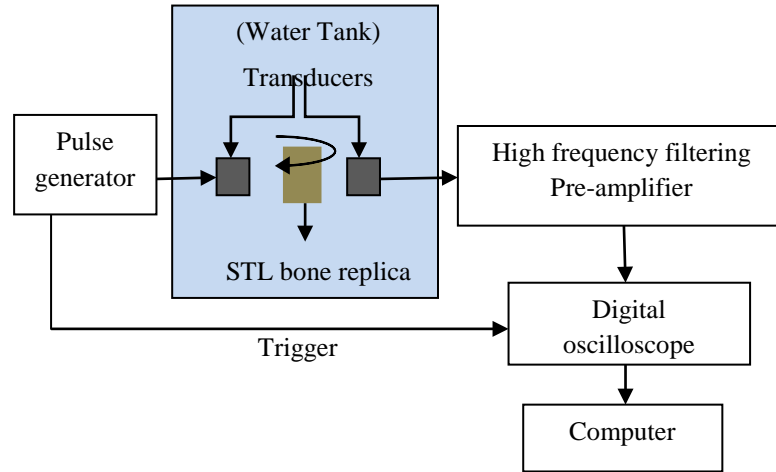 (Water Tank)
Transducers
Pulse
generator
High frequency filtering
Pre-amplifier
STL bone replica
Digital
oscilloscope
Trigger
Computer